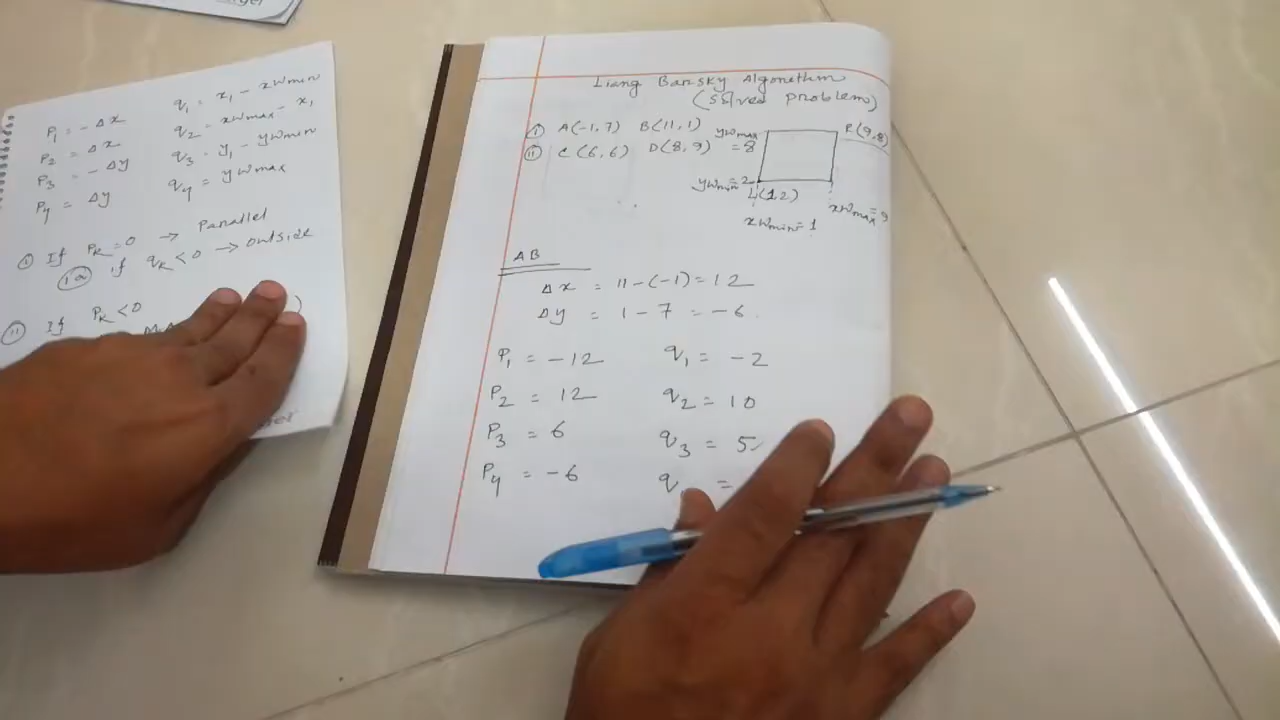 P1 = -Δx
q1 = x1 - xwmin
P2 = Δx
q2 = xwmax - x1
P3 = -Δy
q3 = y1 - ywmin
P4 = Δy
q4 = ywmax
(i) If PK=0 → Parallel
(1a) if qK<0 → outside
(ii) If PK<0
Liang Barsky Algorithm
(Solved Problem)
(i) A(-1,7) B(11,1)
(ii) C(6,6) D(8,9)
ywmax =8
R(9,8)
ywmin=2
L(1 2)
xwmax=9
xwmin=1
AB
Δx = 11-(-1)=12
Δy = 1-7 = -6
P1 = -12 q1 = -2
P2 = 12 q2 = 10
P3 = 6 q3 = 5
P4 = -6 q =